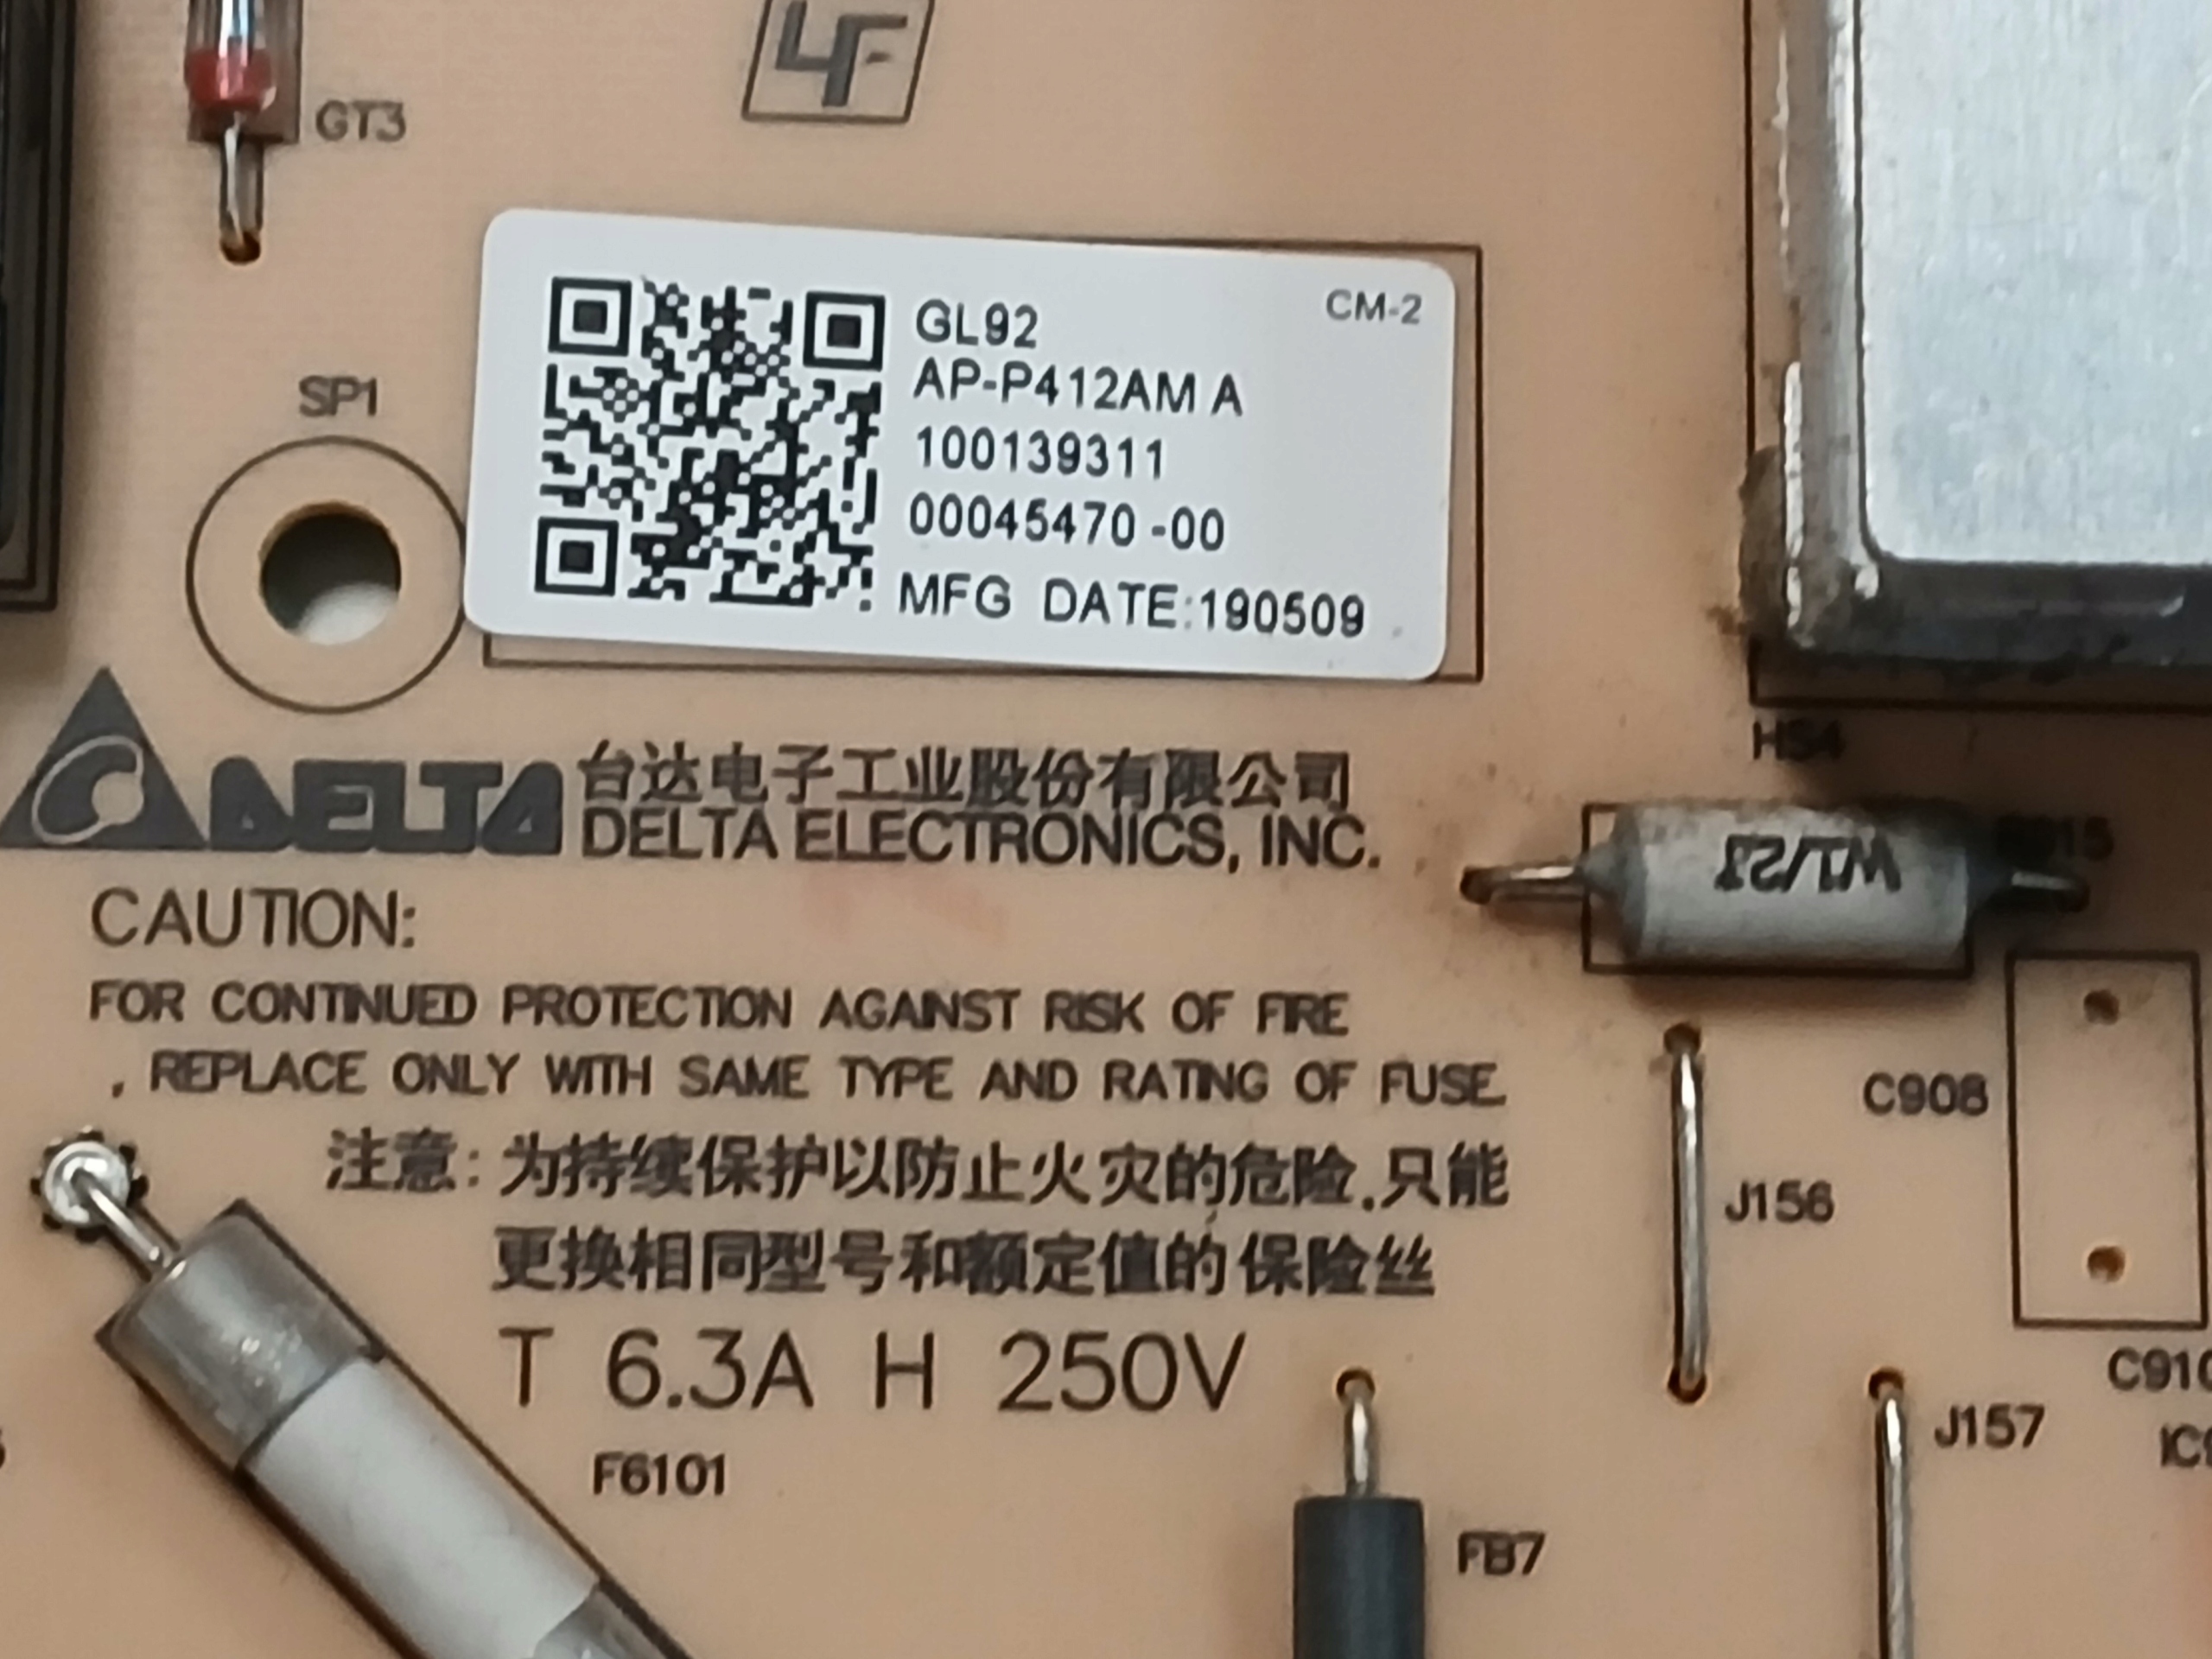 LF
GT3
GL92
CM-2
AP-P412AM A
100139311
00045470 -00
MFG DATE:190509
SP1
HS4
DELTA
台达电子工业股份有限公司
DELTA ELECTRONICS, INC.
CAUTION:
FOR CONTINUED PROTECTION AGAINST RISK OF FIRE
, REPLACE ONLY WITH SAME TYPE AND RATING OF FUSE.
C908
注意: 为持续保护以防止火灾的危险.只能
J156
更换相同型号和额定值的保险丝
T 6.3A H 250V
C910
J157
F6101
FB7